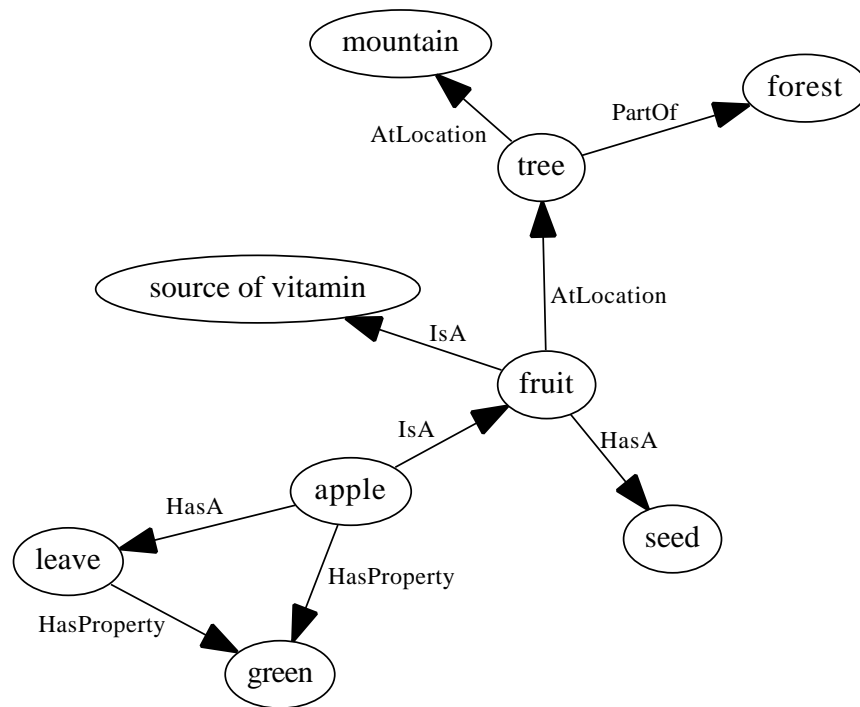 mountain
forest
PartOf
AtLocation
tree
source of vitamin
AtLocation
IsA
fruit
IsA
HasA
apple
HasA
seed
leave
HasProperty
HasProperty
green